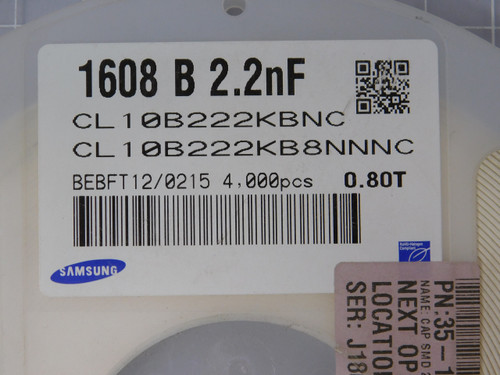 1608 B 2.2nF
CL10B222KBNC
CL10B222KB8NNNC
BEBFT12/0215 4,000pcs 0.80T
SAMSUNG
PN:35-1
NAME: CAP SMD
NEXT OP
LOCATION
SER: J18